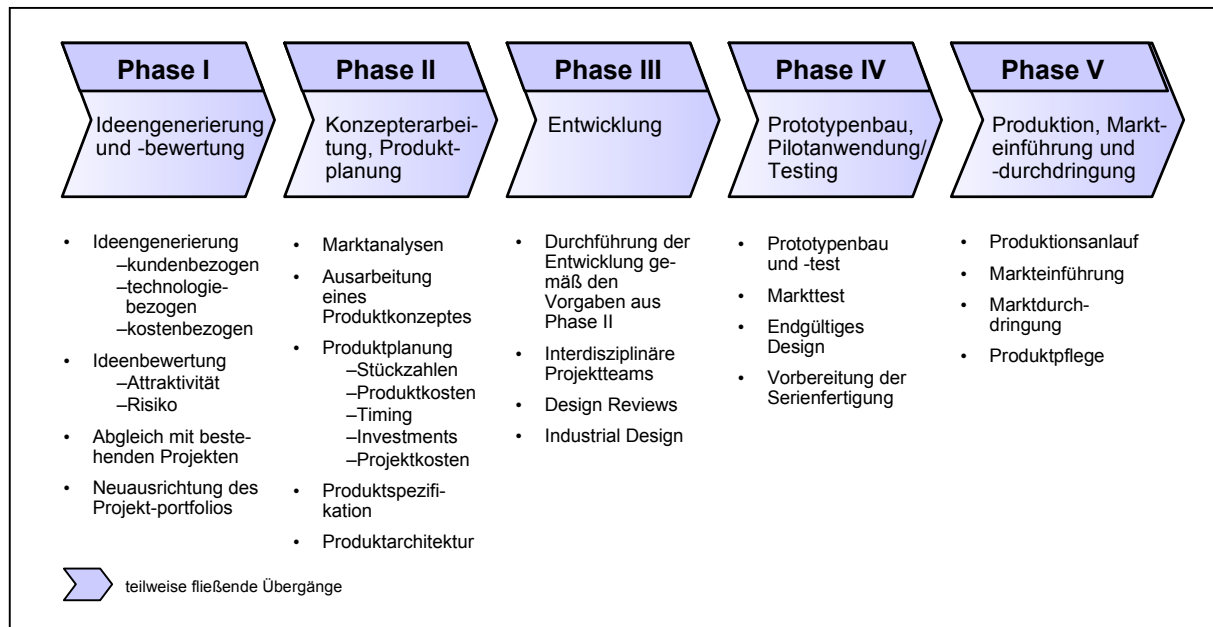 Phase I
Ideengenerierung
und -bewertung
• Ideengenerierung
–kundenbezogen
–technologie-
bezogen
–kostenbezogen
• Ideenbewertung
–Attraktivität
–Risiko
• Abgleich mit beste-
henden Projekten
• Neuausrichtung des
Projekt-portfolios
Phase II
Konzepterarbei-
tung, Produkt-
planung
• Marktanalysen
• Ausarbeitung
eines
Produktkonzeptes
• Produktplanung
–Stückzahlen
–Produktkosten
–Timing
–Investments
–Projektkosten
• Produktspezifi-
kation
• Produktarchitektur
Phase III
Entwicklung
• Durchführung der
Entwicklung ge-
mäß den
Vorgaben aus
Phase II
• Interdisziplinäre
Projektteams
• Design Reviews
• Industrial Design
Phase IV
Prototypenbau,
Pilotanwendung/
Testing
• Prototypenbau
und -test
• Markttest
• Endgültiges
Design
• Vorbereitung der
Serienfertigung
Phase V
Produktion, Markt-
einführung und
-durchdringung
• Produktionsanlauf
• Markteinführung
• Marktdurch-
dringung
• Produktpflege
teilweise fließende Übergänge